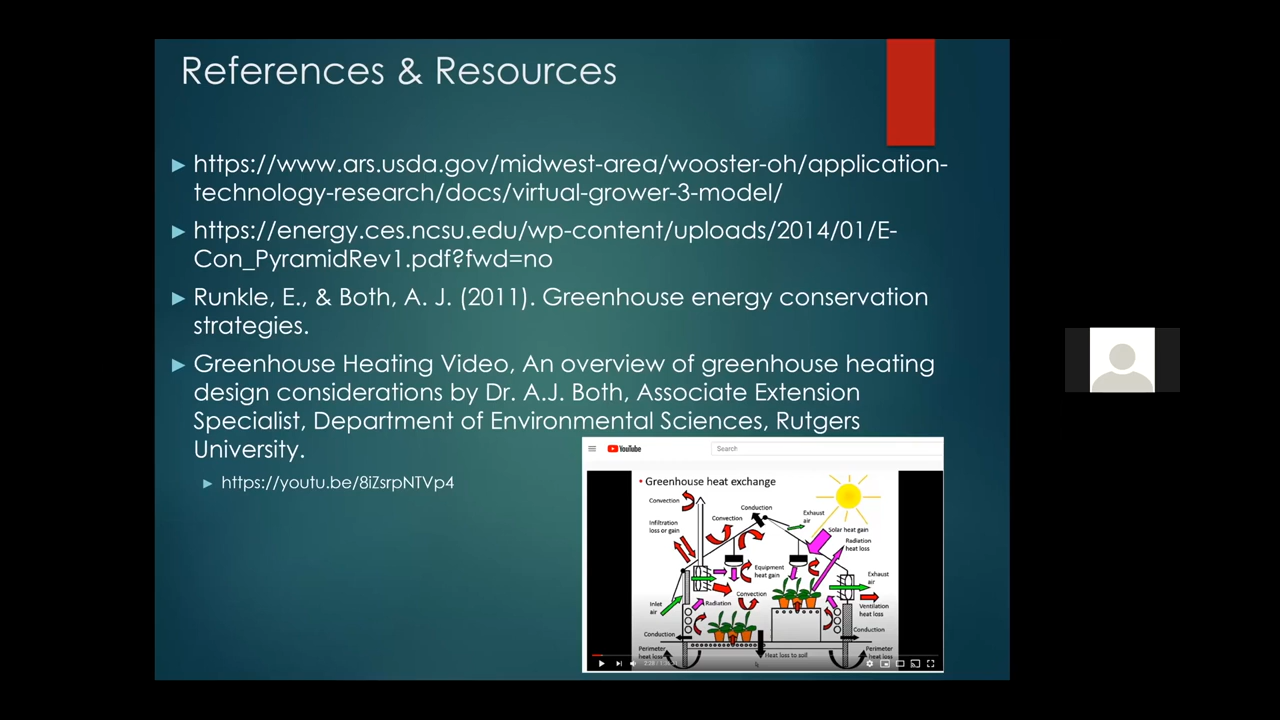 References & Resources
https://www.ars.usda.gov/midwest-area/wooster-oh/application-
technology-research/docs/virtual-grower-3-model/
https://energy.ces.ncsu.edu/wp-content/uploads/2014/01/E-
Con_PyramidRev1.pdf?fwd=no
Runkle, E., & Both, A. J. (2011). Greenhouse energy conservation
strategies.
Greenhouse Heating Video, An overview of greenhouse heating
design considerations by Dr. A.J. Both, Associate Extension
Specialist, Department of Environmental Sciences, Rutgers
University.
https://youtu.be/8iZsrpNTVp4
YouTube
Search
• Greenhouse heat exchange
Convection
Conduction
Exhaust
air
Convection
Infiltration
loss or gain
Solar heat gain
Radiation
heat loss
Equipment
heat gain
Exhaust
air
Convection
Inlet
air
Radiation
Ventilation
heat loss
Conduction
Conduction
Perimeter
heat loss
Heat loss to soil
Perimeter
heat loss